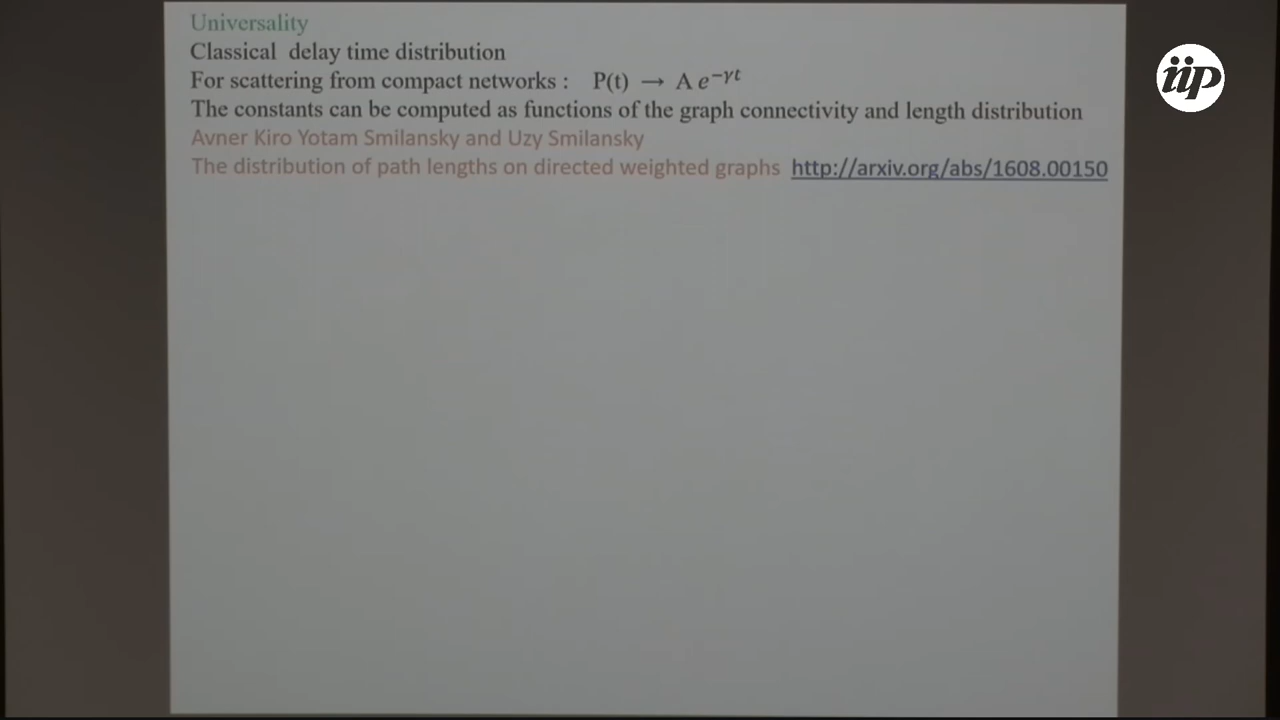 Universality
Classical delay time distribution
For scattering from compact networks : P(t) → A e^{-γt}
The constants can be computed as functions of the graph connectivity and length distribution
Avner Kiro Yotam Smilansky and Uzy Smilansky
The distribution of path lengths on directed weighted graphs http://arxiv.org/abs/1608.00150
iip